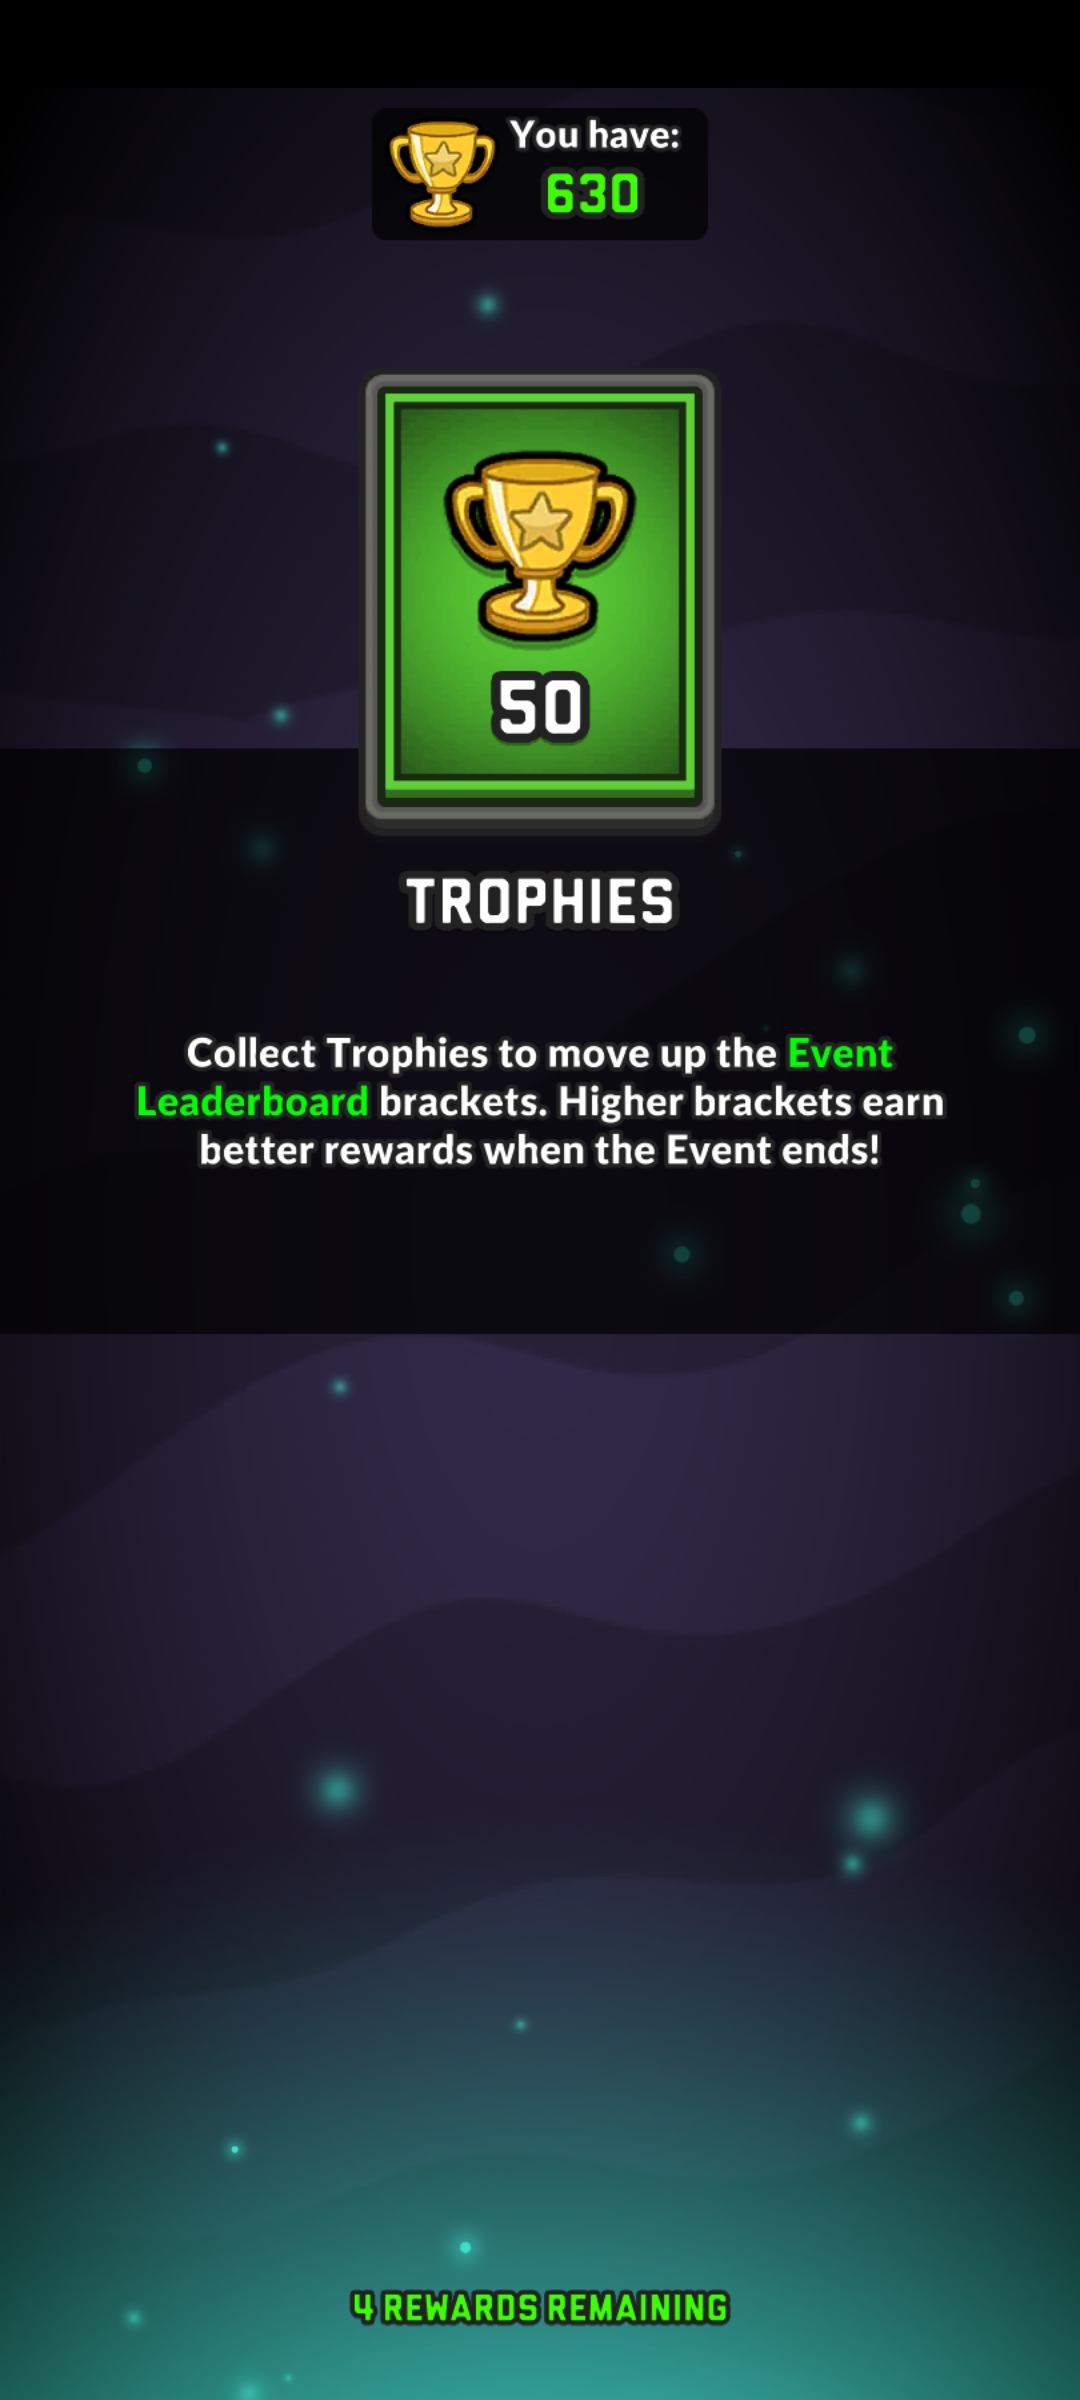 You have:
630
50
TROPHIES
Collect Trophies to move up the Event
Leaderboard brackets. Higher brackets earn
better rewards when the Event ends!
4 REWARDS REMAINING